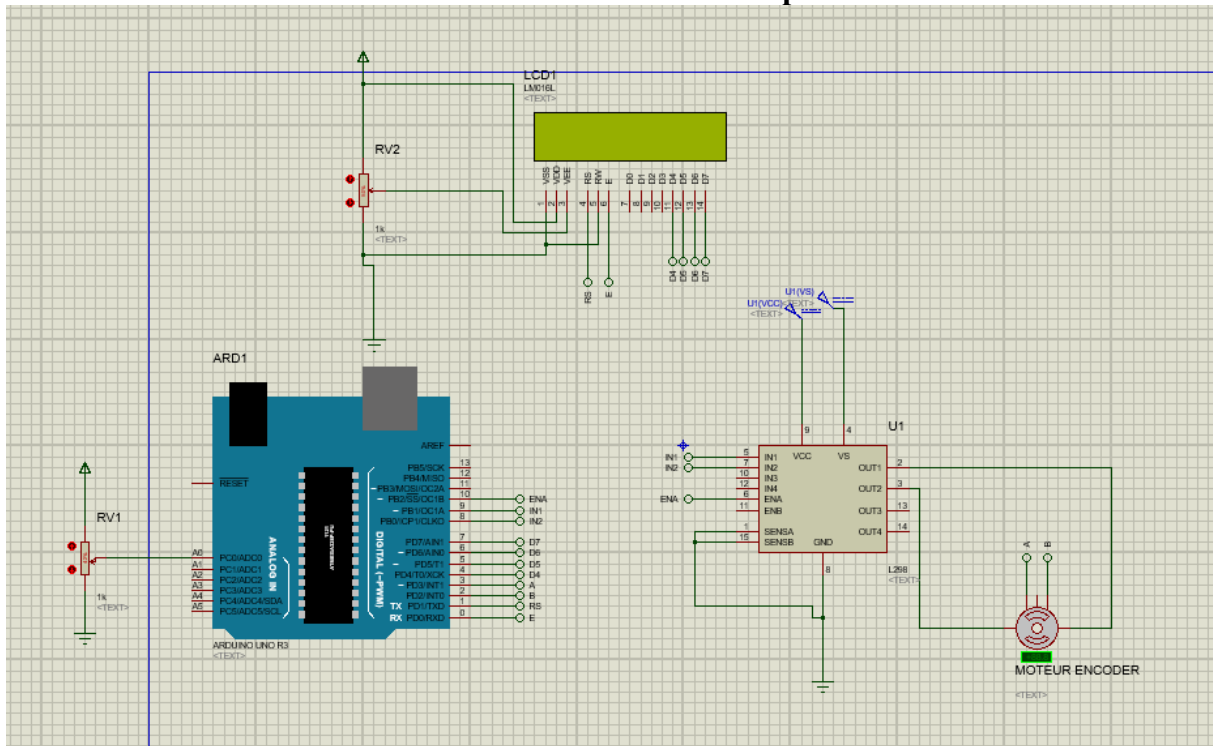 LCD1
LM016L
<TEXT>
RV2
1k
<TEXT>
VSS
VDD
VEE
RS
RW
E
D0
D1
D2
D3
D4
D5
D6
D7
1
2
3
4
5
6
7
8
9
10
11
12
13
14
RS
E
D4
D5
D6
D7
U1(VS)
<TEXT>
U1(VCC)
<TEXT>
ARD1
RV1
1k
<TEXT>
RESET
AREF
PB5/SCK 13
PB4/MISO 12
~PB3/MOSI/OC2A 11
~PB2/SS/OC1B 10 ENA
~PB1/OC1A 9 IN1
PB0/ICP1/CLKO 8 IN2
PD7/AIN1 7 D7
~PD6/AIN0 6 D6
~PD5/T1 5 D5
PD4/T0/XCK 4 D4
~PD3/INT1 3 A
PD2/INT0 2 B
TX PD1/TXD 1 RS
RX PD0/RXD 0 E
DIGITAL (~PWM)
ANALOG IN
A0 PC0/ADC0
A1 PC1/ADC1
A2 PC2/ADC2
A3 PC3/ADC3
A4 PC4/ADC4/SDA
A5 PC5/ADC5/SCL
ARDUINO UNO R3
<TEXT>
U1
9 4
VCC VS
IN1 5 IN1
IN2 7 IN2
10 IN3
12 IN4
ENA 6 ENA
11 ENB
1 SENSA
15 SENSB
GND
8
OUT1 2
OUT2 3
OUT3 13
OUT4 14
L298
<TEXT>
A
B
MOTEUR ENCODER
<TEXT>